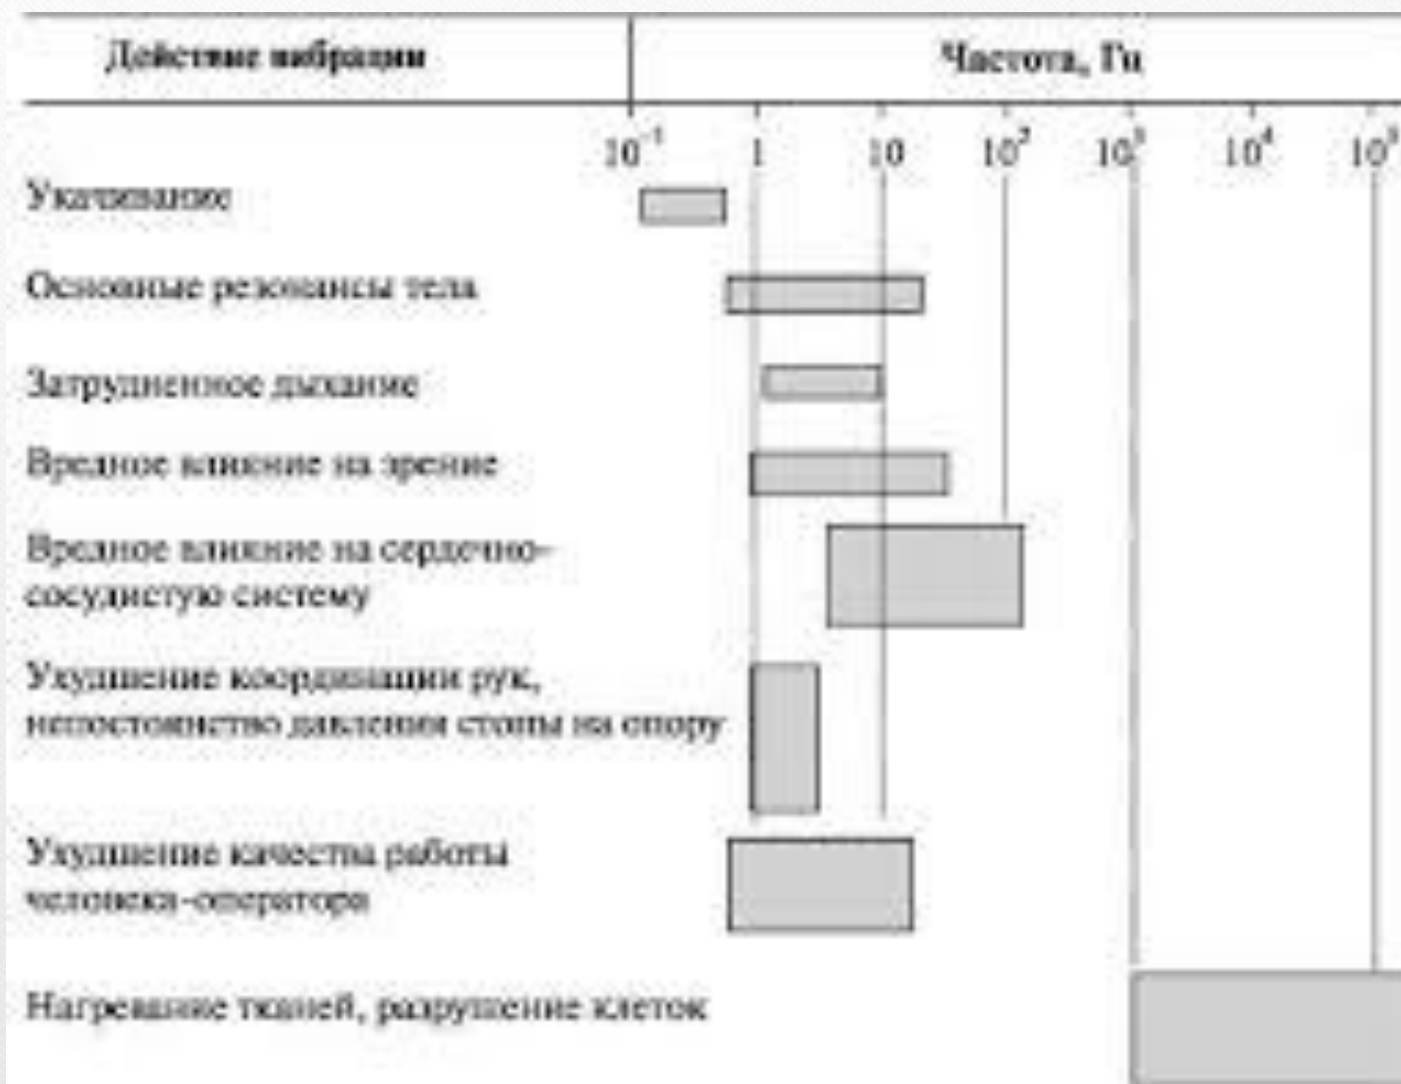 Действие вибрации Частота, Гц
10⁻¹ 1 10 10² 10³ 10⁴ 10⁵
Укачивание
Основные резонансы тела
Затрудненное дыхание
Вредное влияние на зрение
Вредное влияние на сердечно-
сосудистую систему
Ухудшение координации рук,
непостоянство давления стопы на опору
Ухудшение качества работы
человека-оператора
Нагревание тканей, разрушение клеток